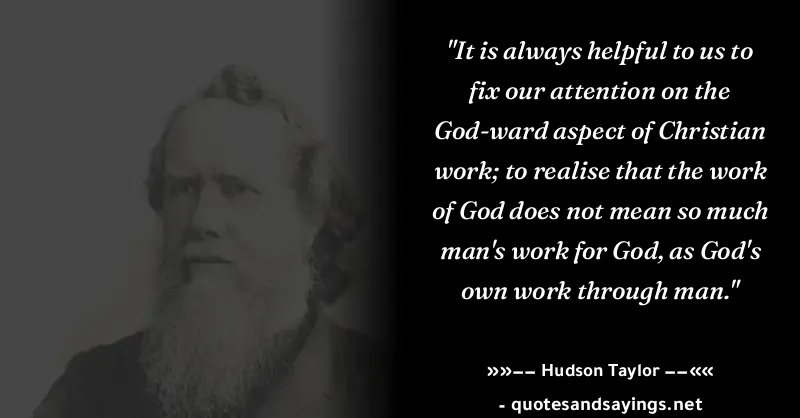 "It is always helpful to us to
fix our attention on the
God-ward aspect of Christian
work; to realise that the work
of God does not mean so much
man's work for God, as God's
own work through man."
»»−− Hudson Taylor −−««
- quotesandsayings.net